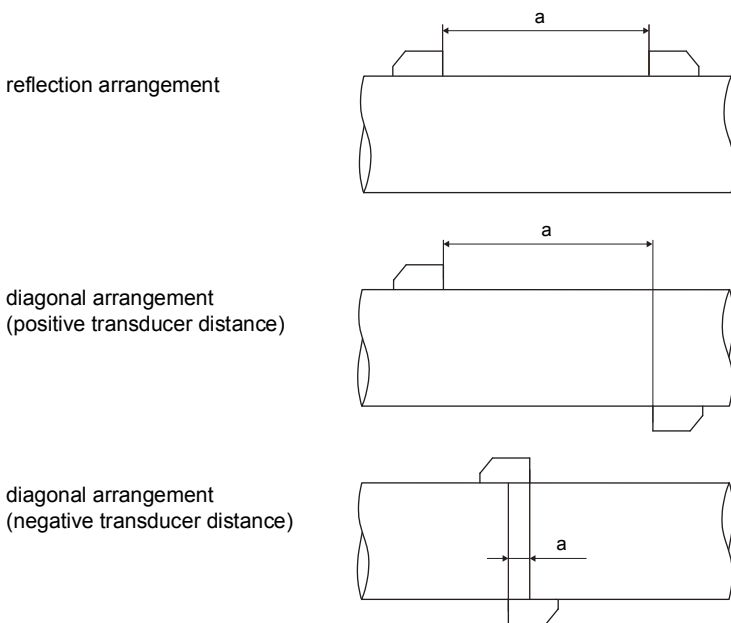 a
reflection arrangement
a
diagonal arrangement
(positive transducer distance)
diagonal arrangement
(negative transducer distance)
a